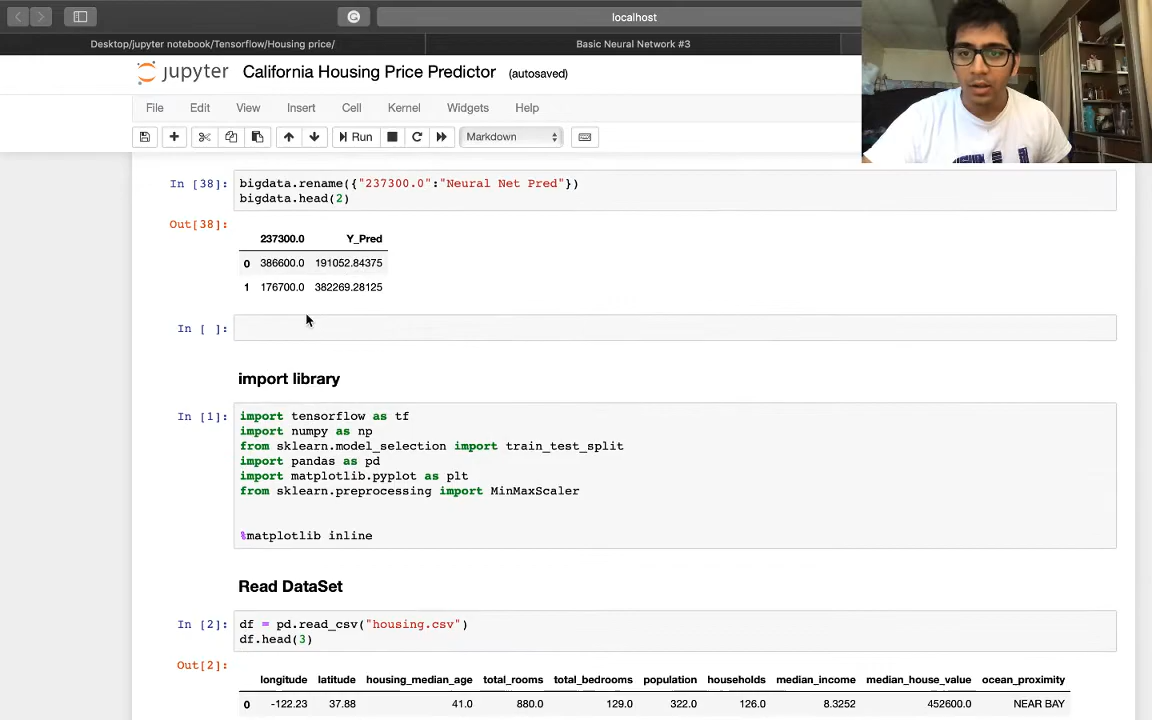 localhost
Desktop/jupyter notebook/Tensorflow/Housing price/
Basic Neural Network #3
jupyter California Housing Price Predictor (autosaved)
File Edit View Insert Cell Kernel Widgets Help
Run Markdown
In [38]: bigdata.rename({"237300.0":"Neural Net Pred"})
bigdata.head(2)
Out[38]:
237300.0 Y_Pred
0 386600.0 191052.84375
1 176700.0 382269.28125
In [ ]:
import library
In [1]: import tensorflow as tf
import numpy as np
from sklearn.model_selection import train_test_split
import pandas as pd
import matplotlib.pyplot as plt
from sklearn.preprocessing import MinMaxScaler
%matplotlib inline
Read DataSet
In [2]: df = pd.read_csv("housing.csv")
df.head(3)
Out[2]:
longitude latitude housing_median_age total_rooms total_bedrooms population households median_income median_house_value ocean_proximity
0 -122.23 37.88 41.0 880.0 129.0 322.0 126.0 8.3252 452600.0 NEAR BAY